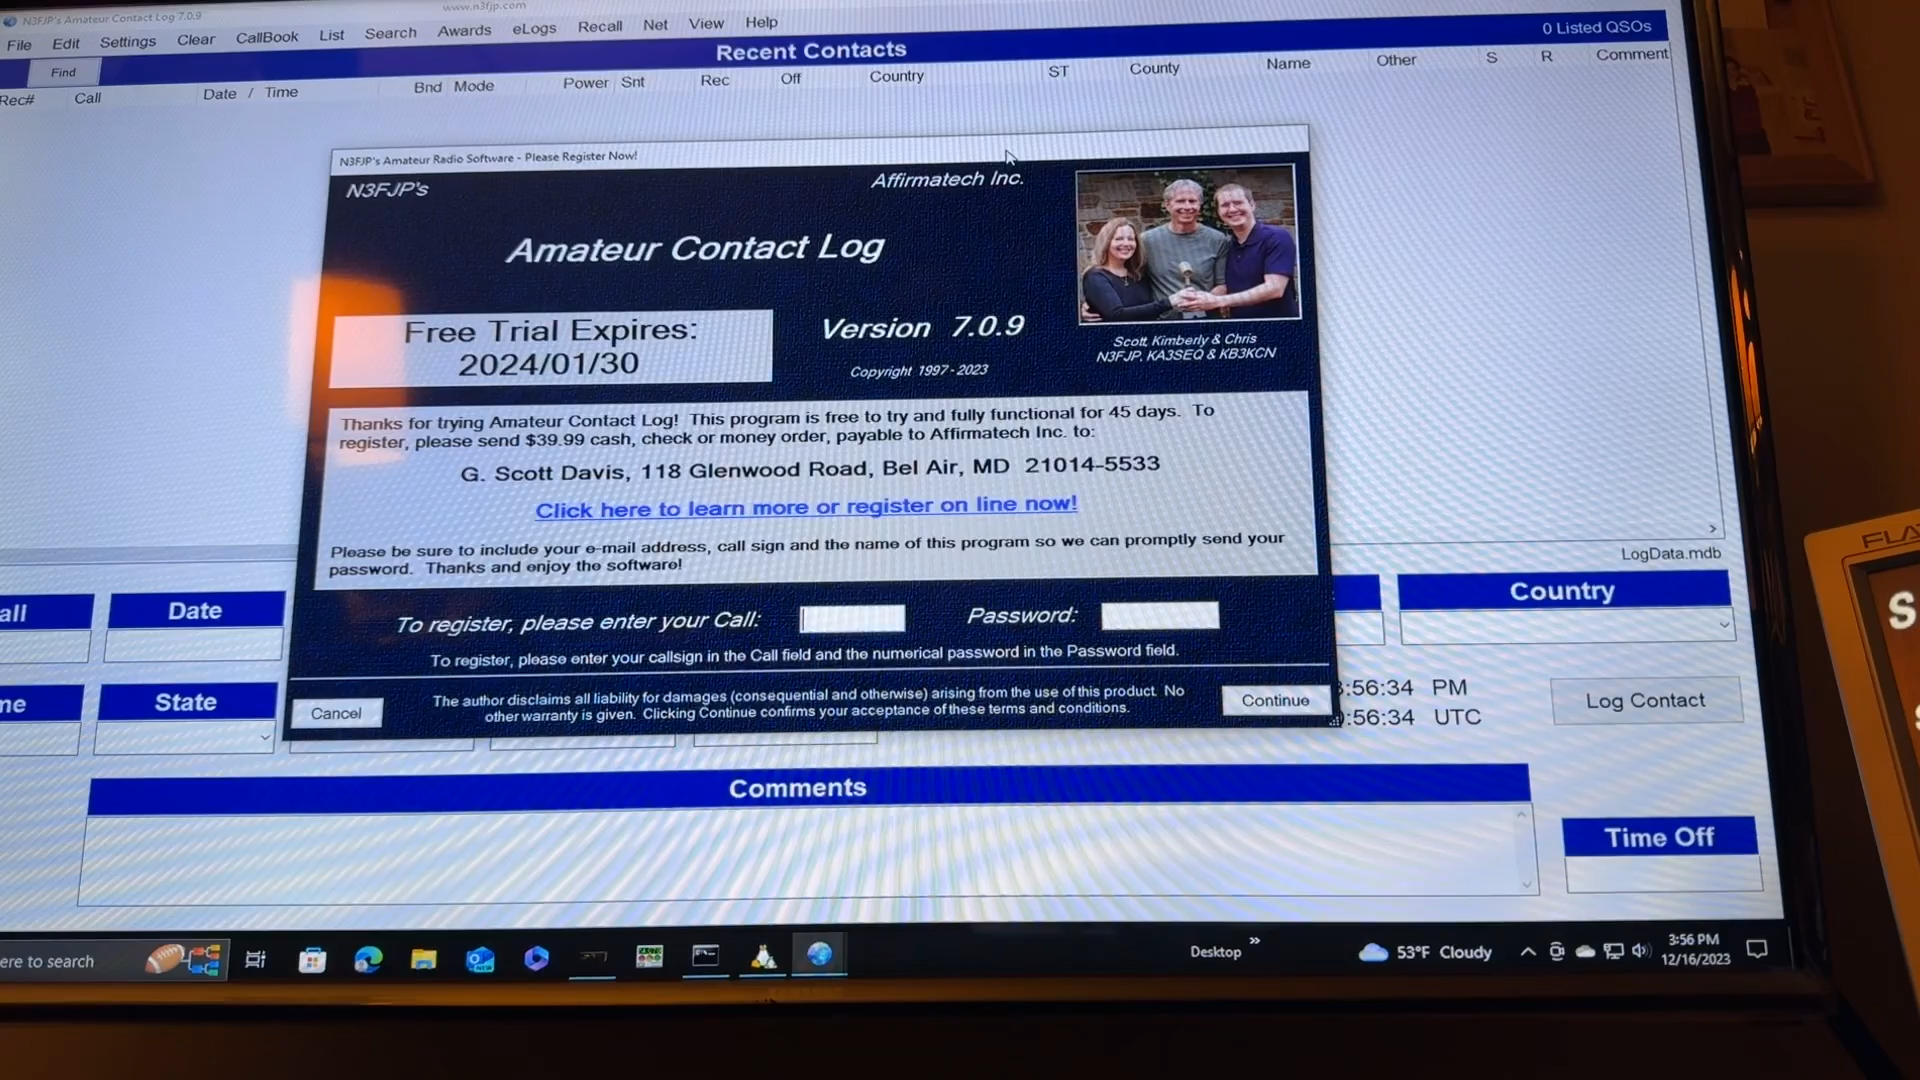 N3FJP's Amateur Contact Log 7.0.9
www.n3fjp.com
File Edit Settings Clear CallBook List Search Awards eLogs Recall Net View Help
Find
Recent Contacts
0 Listed QSOs
Rec# Call Date / Time Bnd Mode Power Snt Rec Off Country ST County Name Other S R Comment
N3FJP's Amateur Radio Software - Please Register Now!
N3FJP's
Affirmatech Inc.
Amateur Contact Log
Free Trial Expires:
2024/01/30
Version 7.0.9
Copyright 1997-2023
Scott, Kimberly & Chris
N3FJP, KA3SEQ & KB3KCN
Thanks for trying Amateur Contact Log! This program is free to try and fully functional for 45 days. To
register, please send $39.99 cash, check or money order, payable to Affirmatech Inc. to:
G. Scott Davis, 118 Glenwood Road, Bel Air, MD 21014-5533
Click here to learn more or register on line now!
Please be sure to include your e-mail address, call sign and the name of this program so we can promptly send your
password. Thanks and enjoy the software!
To register, please enter your Call:
Password:
To register, please enter your callsign in the Call field and the numerical password in the Password field.
Cancel
The author disclaims all liability for damages (consequential and otherwise) arising from the use of this product. No
other warranty is given. Clicking Continue confirms your acceptance of these terms and conditions.
Continue
LogData.mdb
all
Date
Country
me
State
:56:34 PM
:56:34 UTC
Log Contact
Comments
Time Off
ere to search
NEW
Desktop
53°F Cloudy
3:56 PM
12/16/2023
FLA
S